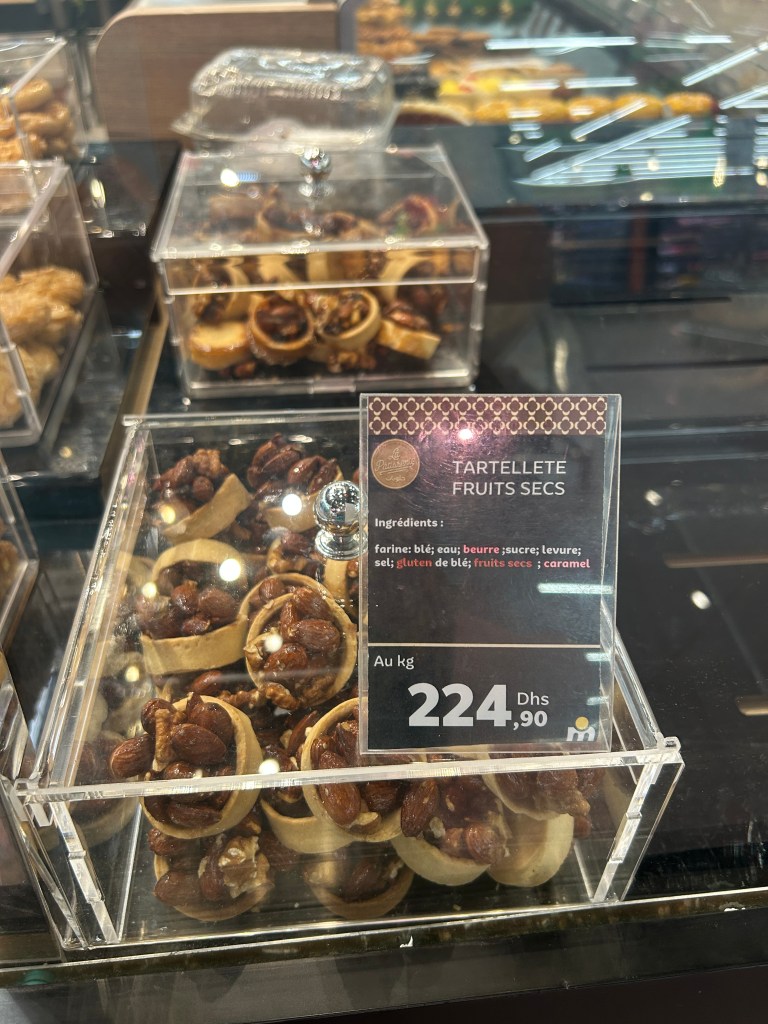 TARTELLETE
FRUITS SECS
Ingrédients :
farine: blé; eau; beurre ;sucre; levure;
sel; gluten de blé; fruits secs ; caramel
.
Au kg
224,90 Dhs
m